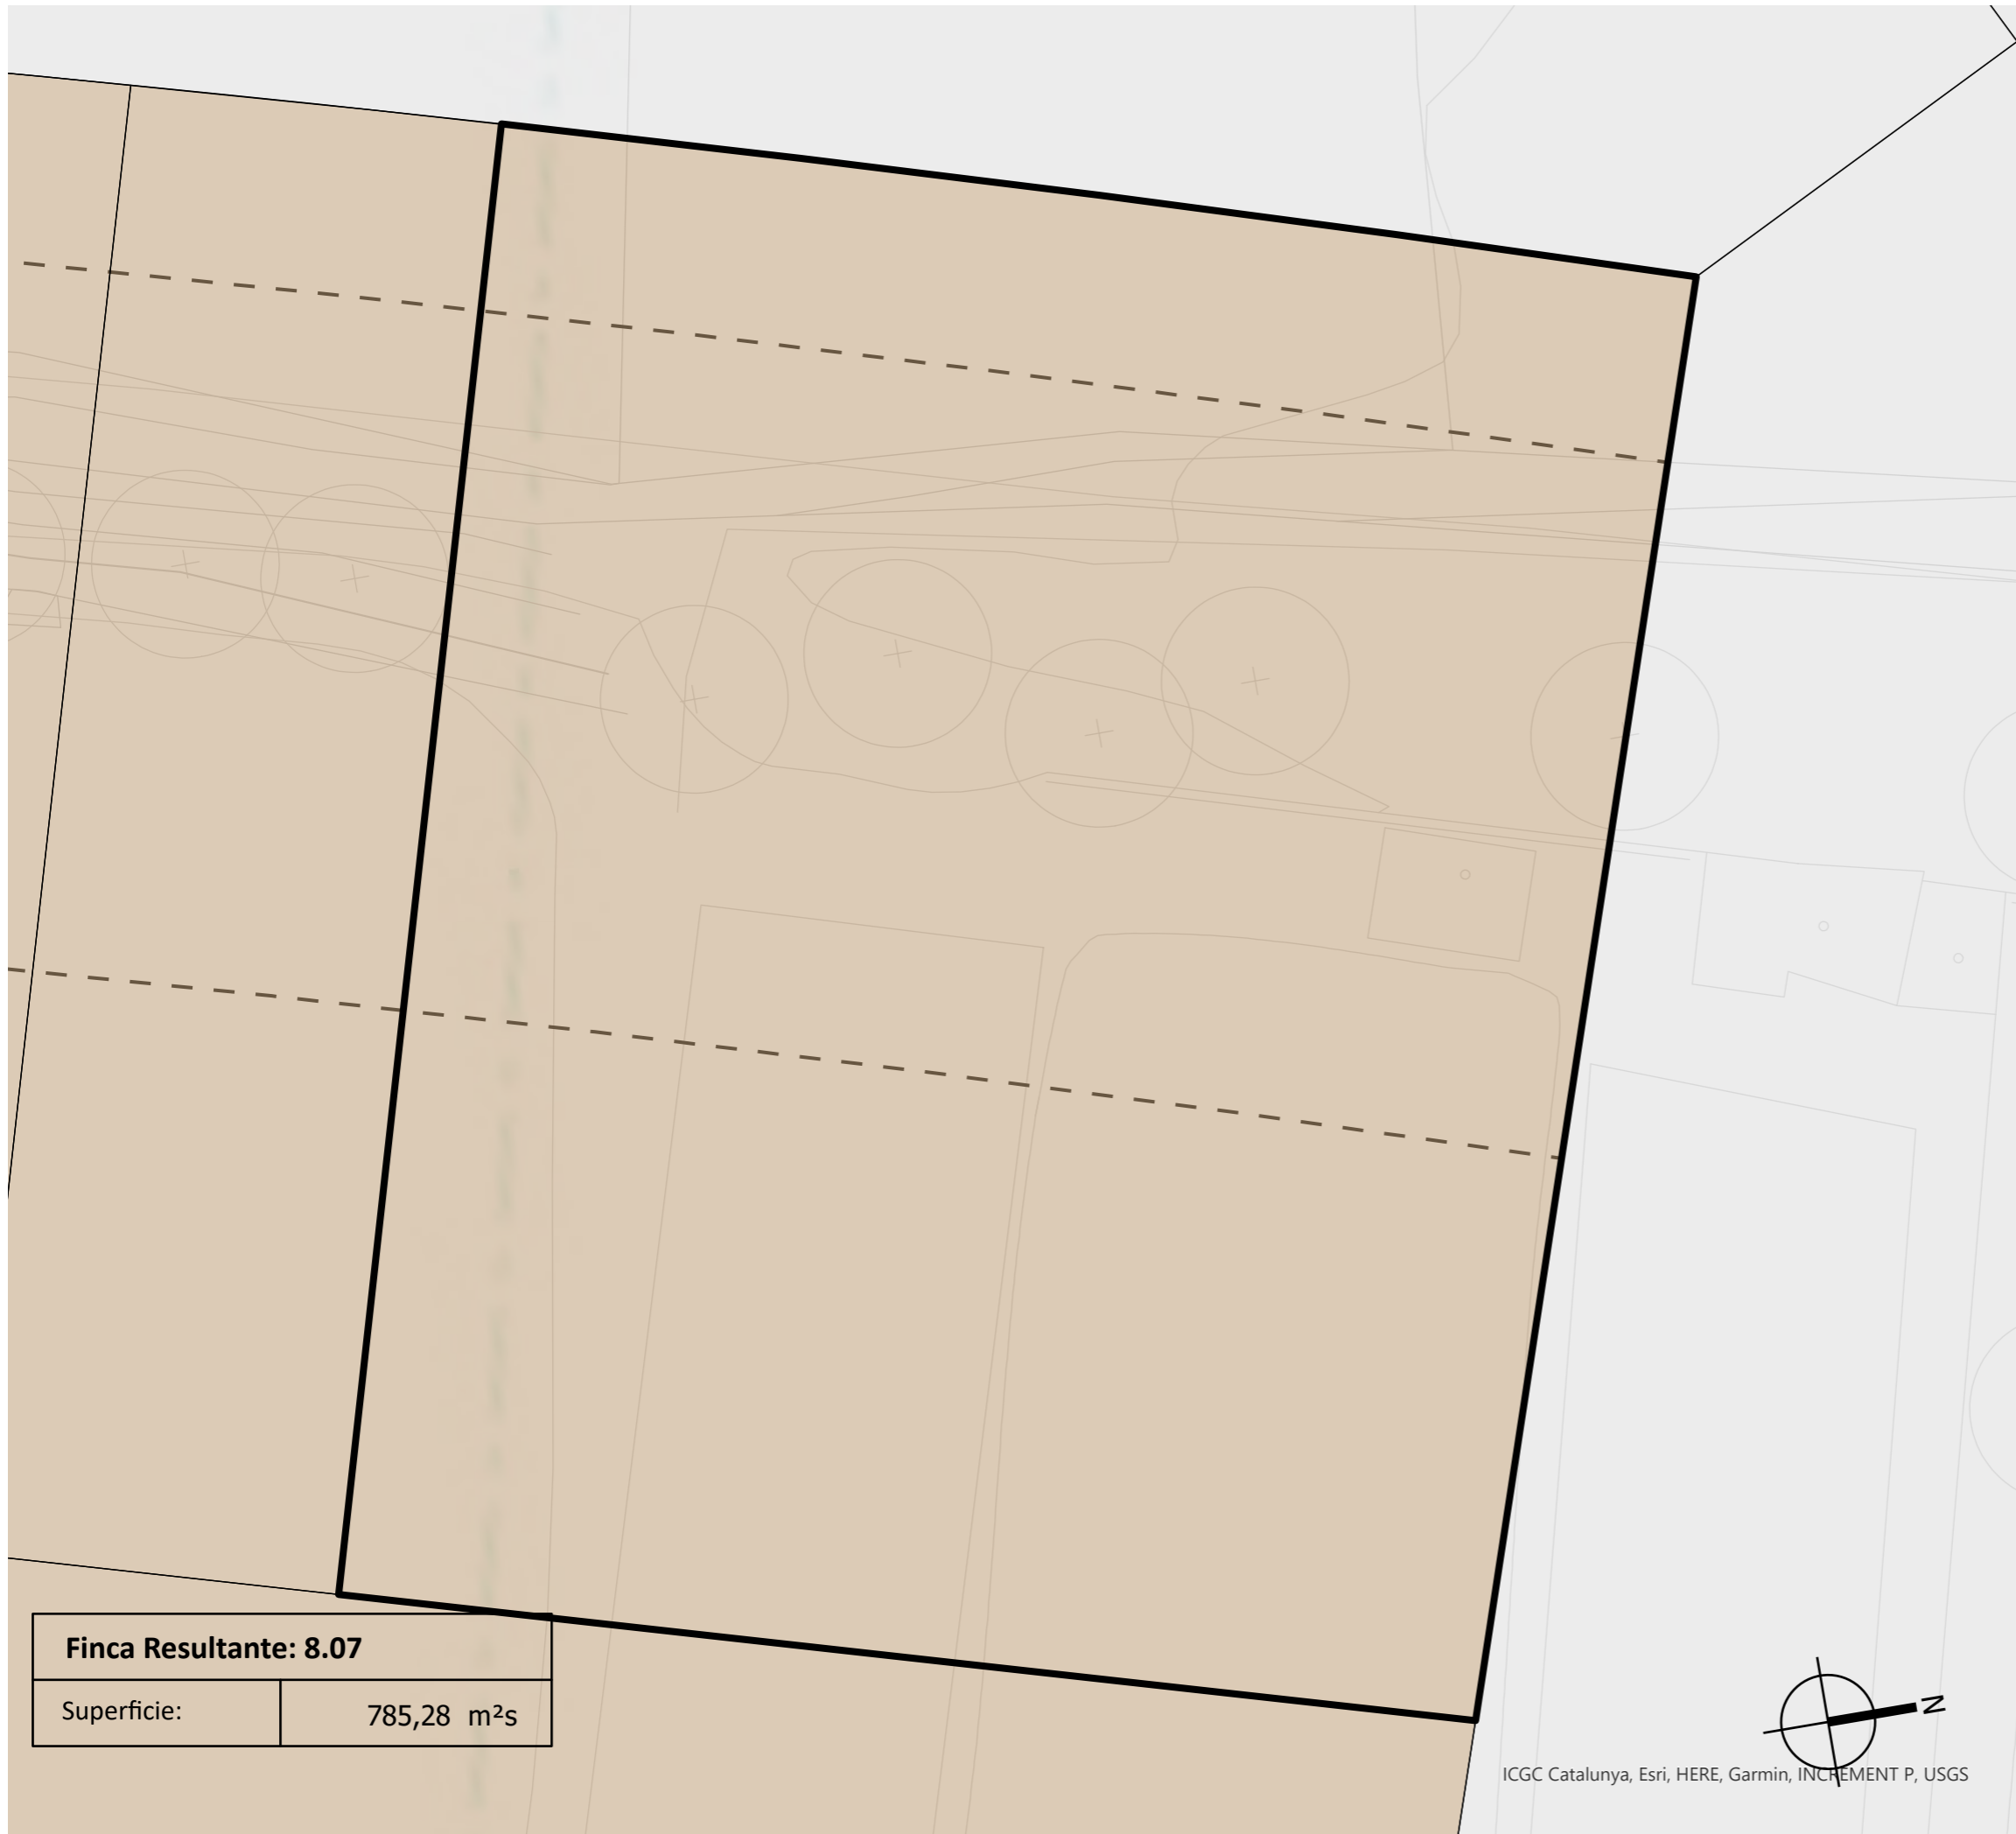 Finca Resultante: 8.07
Superficie: 785,28 m²s
N
ICGC Catalunya, Esri, HERE, Garmin, INCREMENT P, USGS